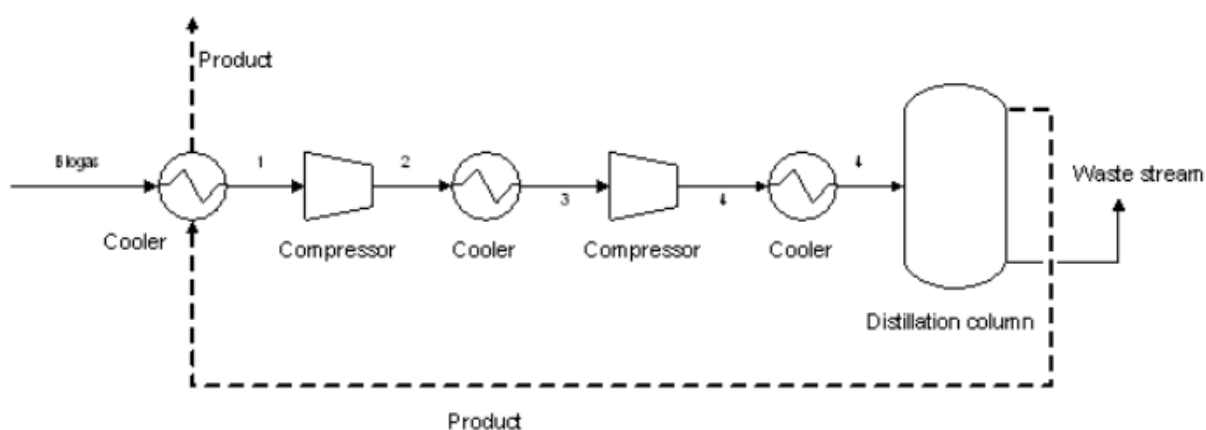 Product
Biogas
1
2
3
4
4
Waste stream
Cooler
Compressor
Cooler
Compressor
Cooler
Distillation column
Product